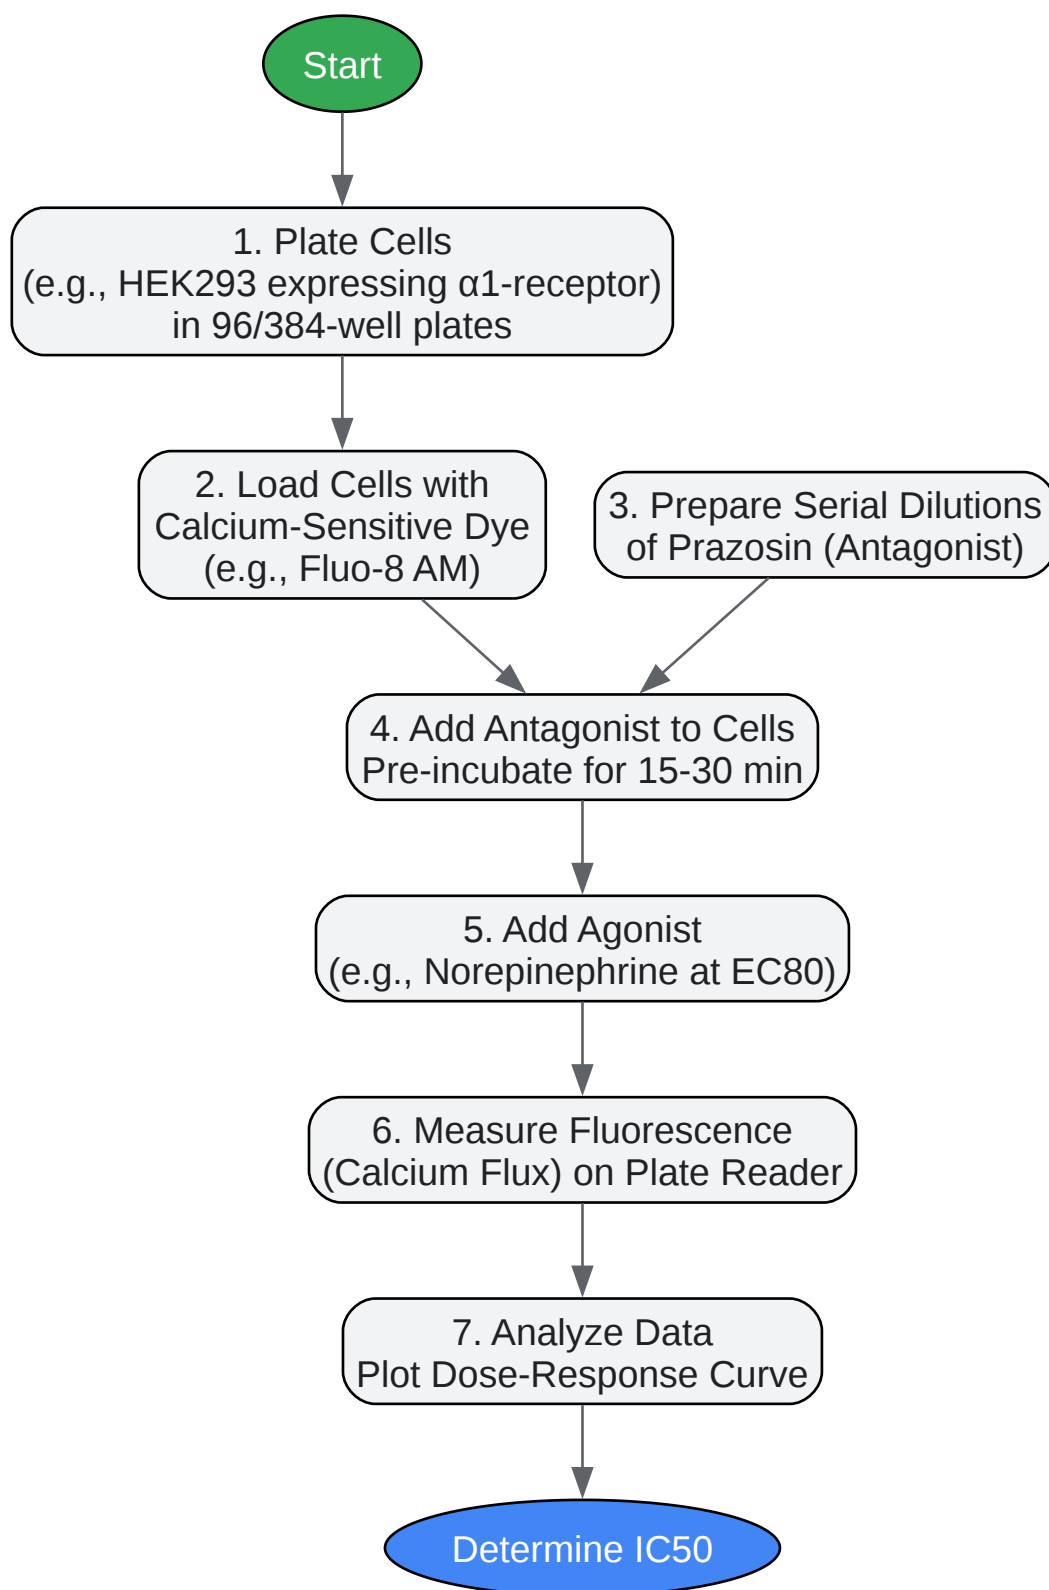 Start
1. Plate Cells
(e.g., HEK293 expressing α1-receptor)
in 96/384-well plates
2. Load Cells with
Calcium-Sensitive Dye
(e.g., Fluo-8 AM)
3. Prepare Serial Dilutions
of Prazosin (Antagonist)
4. Add Antagonist to Cells
Pre-incubate for 15-30 min
5. Add Agonist
(e.g., Norepinephrine at EC80)
6. Measure Fluorescence
(Calcium Flux) on Plate Reader
7. Analyze Data
Plot Dose-Response Curve
Determine IC50